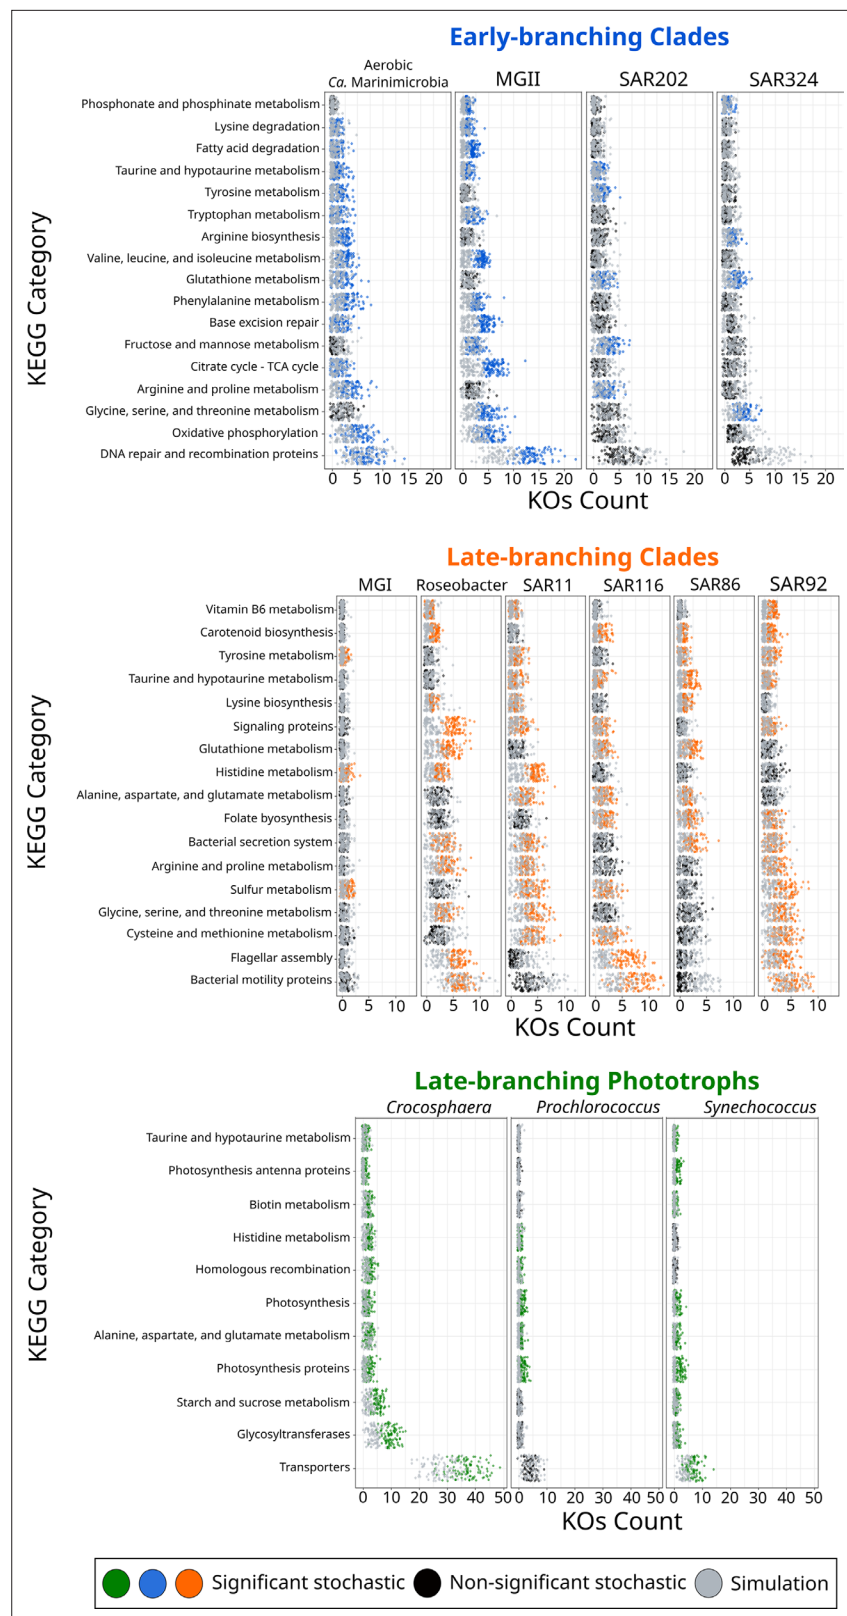 Early-branching Clades
Aerobic
Ca. Marinimicrobia
MGII
SAR202
SAR324
KEGG Category
Phosphonate and phosphinate metabolism
Lysine degradation
Fatty acid degradation
Taurine and hypotaurine metabolism
Tyrosine metabolism
Tryptophan metabolism
Arginine biosynthesis
Valine, leucine, and isoleucine metabolism
Glutathione metabolism
Phenylalanine metabolism
Base excision repair
Fructose and mannose metabolism
Citrate cycle - TCA cycle
Arginine and proline metabolism
Glycine, serine, and threonine metabolism
Oxidative phosphorylation
DNA repair and recombination proteins
0 5 10 15 20 0 5 10 15 20 0 5 10 15 20 0 5 10 15 20
KOs Count
Late-branching Clades
MGI Roseobacter SAR11 SAR116 SAR86 SAR92
KEGG Category
Vitamin B6 metabolism
Carotenoid biosynthesis
Tyrosine metabolism
Taurine and hypotaurine metabolism
Lysine biosynthesis
Signaling proteins
Glutathione metabolism
Histidine metabolism
Alanine, aspartate, and glutamate metabolism
Folate byosynthesis
Bacterial secretion system
Arginine and proline metabolism
Sulfur metabolism
Glycine, serine, and threonine metabolism
Cysteine and methionine metabolism
Flagellar assembly
Bacterial motility proteins
0 5 10 0 5 10 0 5 10 0 5 10 0 5 10 0 5 10
KOs Count
Late-branching Phototrophs
Crocosphaera Prochlorococcus Synechococcus
KEGG Category
Taurine and hypotaurine metabolism
Photosynthesis antenna proteins
Biotin metabolism
Histidine metabolism
Homologous recombination
Photosynthesis
Alanine, aspartate, and glutamate metabolism
Photosynthesis proteins
Starch and sucrose metabolism
Glycosyltransferases
Transporters
0 10 20 30 40 50 0 10 20 30 40 50 0 10 20 30 40 50
KOs Count
Significant stochastic Non-significant stochastic Simulation